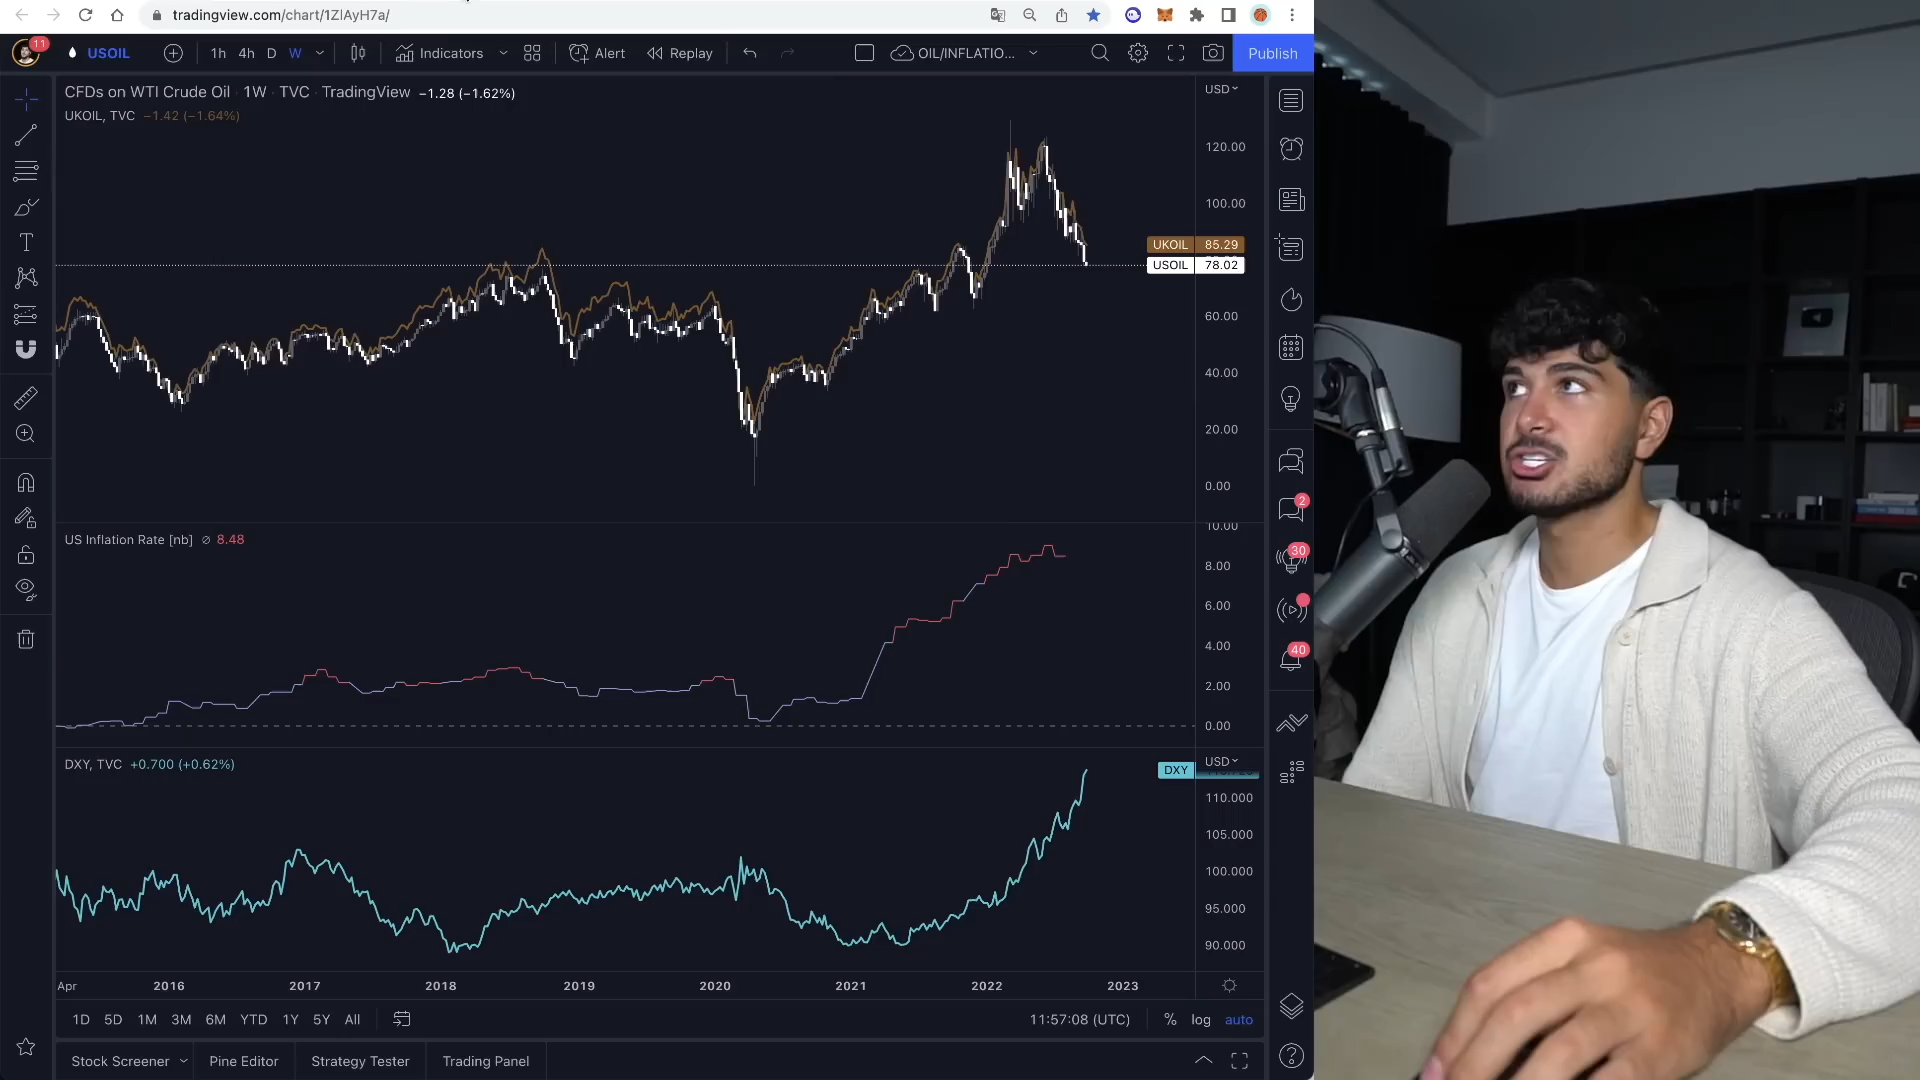 tradingview.com/chart/1ZlAyH7a/
11
USOIL
1h 4h D W
Indicators
Alert
Replay
OIL/INFLATIO...
Publish
CFDs on WTI Crude Oil · 1W · TVC · TradingView −1.28 (−1.62%)
USD
UKOIL, TVC −1.42 (−1.64%)
120.00
100.00
UKOIL 85.29
USOIL 78.02
60.00
40.00
20.00
0.00
US Inflation Rate [nb] ∅ 8.48
10.00
8.00
6.00
4.00
2.00
0.00
DXY, TVC +0.700 (+0.62%)
USD
DXY
110.000
105.000
100.000
95.000
90.000
2
30
40
Apr 2016 2017 2018 2019 2020 2021 2022 2023
1D 5D 1M 3M 6M YTD 1Y 5Y All
11:57:08 (UTC)
% log auto
Stock Screener
Pine Editor
Strategy Tester
Trading Panel